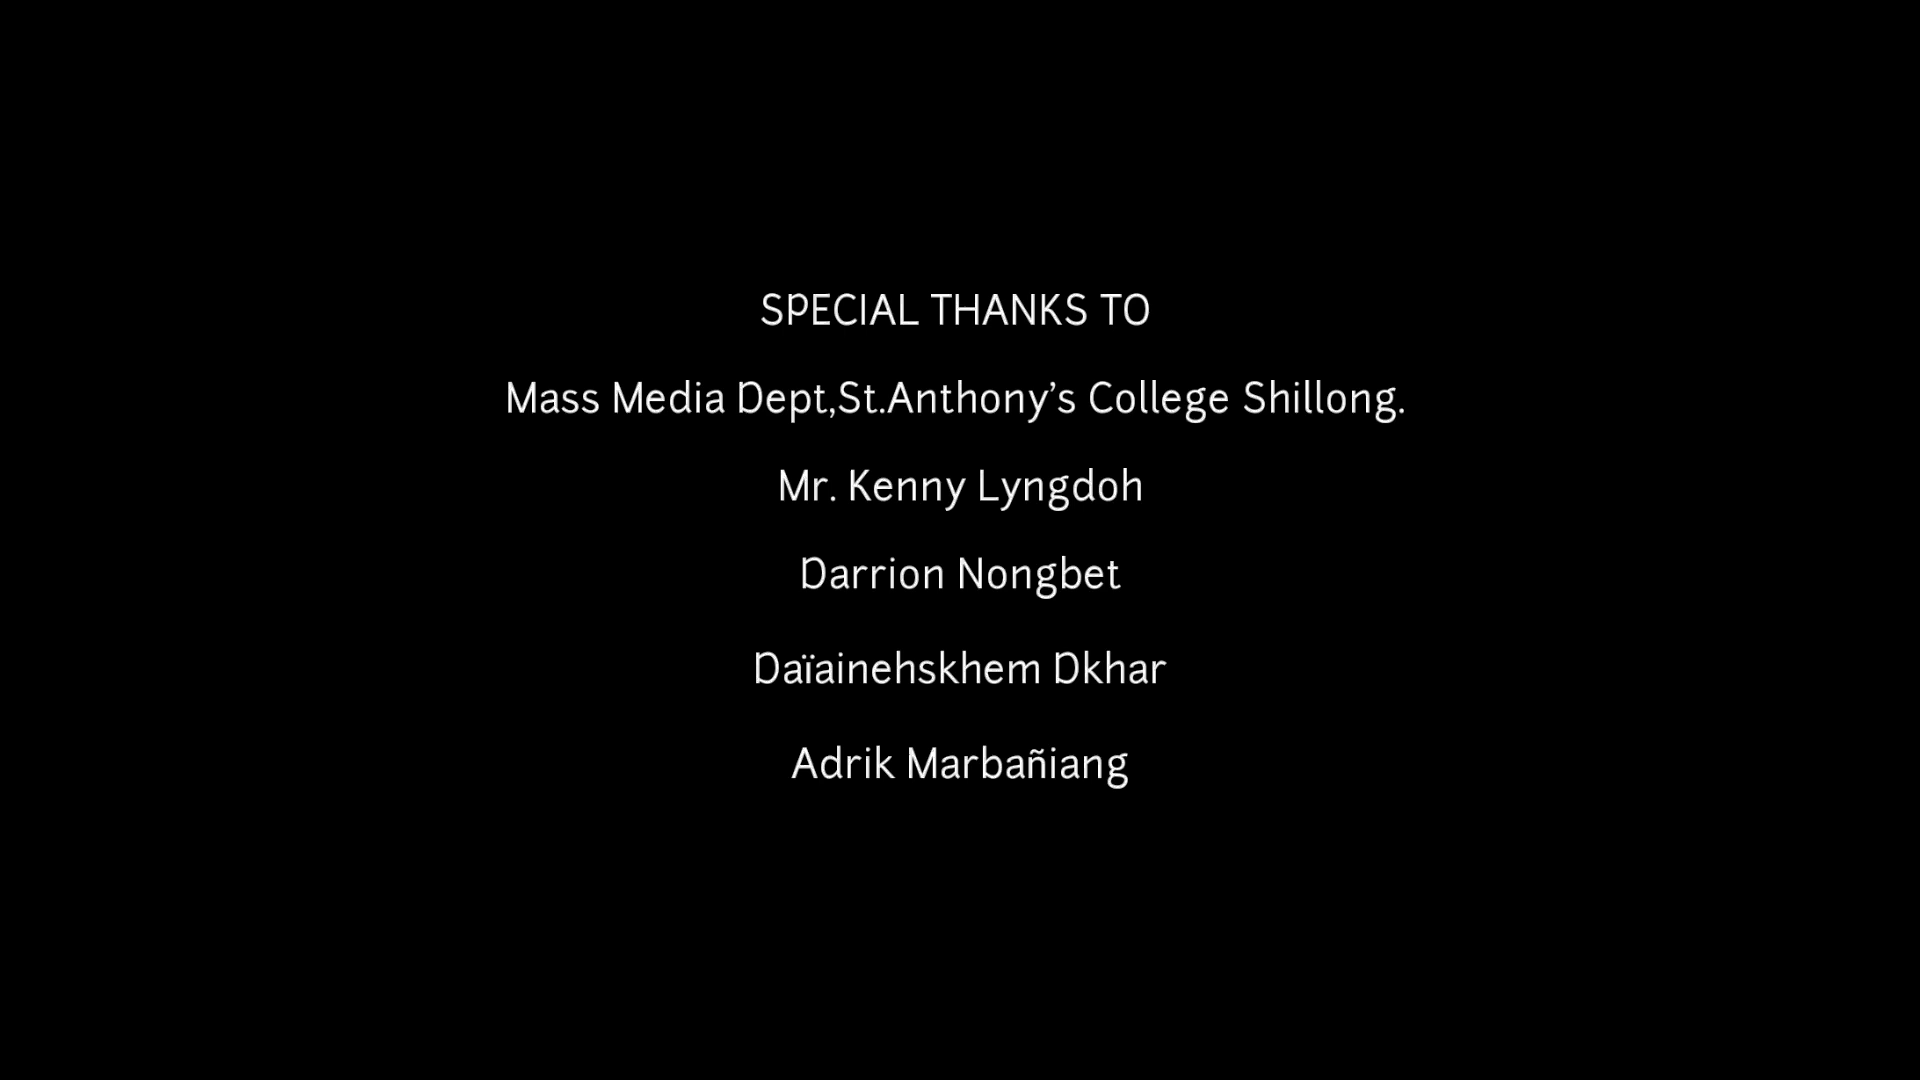 SPECIAL THANKS TO
Mass Media Dept,St.Anthony’s College Shillong.
Mr. Kenny Lyngdoh
Darrion Nongbet
Daïainehskhem Dkhar
Adrik Marbañiang